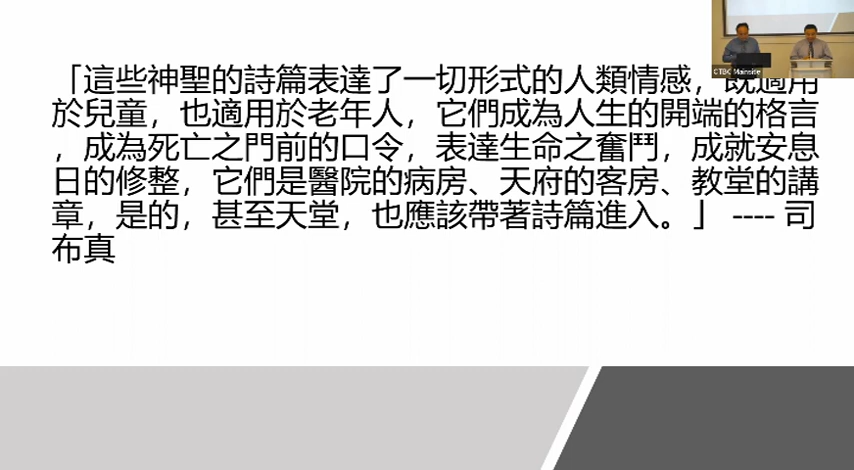 「這些神聖的詩篇表達了一切形式的人類情感，既適用
於兒童，也適用於老年人，它們成為人生的開端的格言
，成為死亡之門前的口令，表達生命之奮鬥，成就安息
日的修整，它們是醫院的病房、天府的客房、教堂的講
章，是的，甚至天堂，也應該帶著詩篇進入。」 ---- 司
布真
CTBC Mainsite